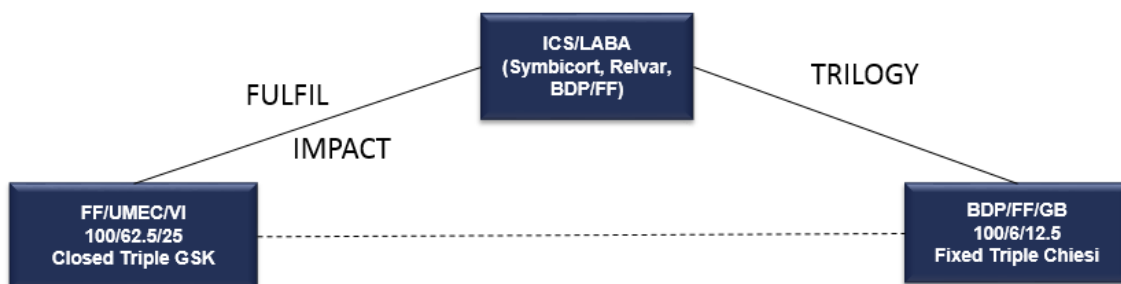 ICS/LABA
(Symbicort, Relvar,
BDP/FF)
FULFIL
TRILOGY
IMPACT
FF/UMEC/VI
100/62.5/25
Closed Triple GSK
BDP/FF/GB
100/6/12.5
Fixed Triple Chiesi